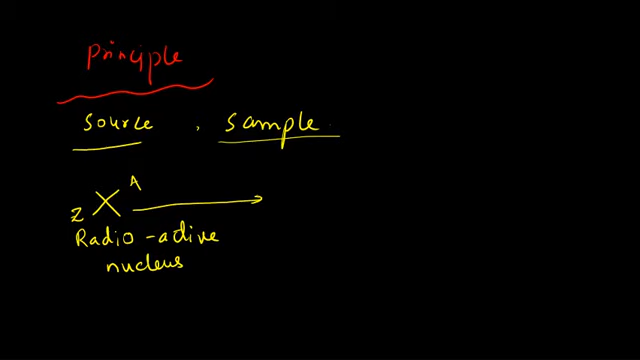 Principle
Source , Sample
z X A
Radio-active
nucleus